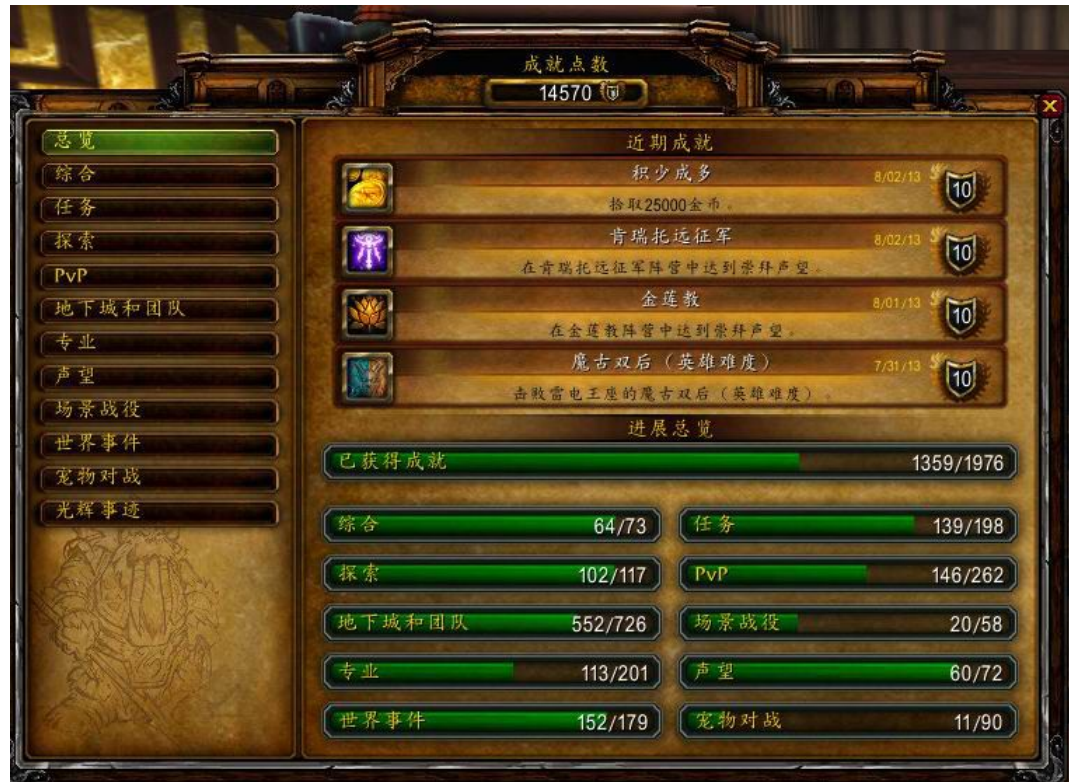 成就点数
14570
总览
综合
任务
探索
PvP
地下城和团队
专业
声望
场景战役
世界事件
宠物对战
光辉事迹
近期成就
积少成多
8/02/13
10
拾取25000金币。
肯瑞托远征军
8/02/13
10
在肯瑞托远征军阵营中达到崇拜声望。
金莲教
8/01/13
10
在金莲教阵营中达到崇拜声望。
魔古双后（英雄难度）
7/31/13
10
击败雷电王座的魔古双后（英雄难度）。
进展总览
已获得成就 1359/1976
综合 64/73
任务 139/198
探索 102/117
PvP 146/262
地下城和团队 552/726
场景战役 20/58
专业 113/201
声望 60/72
世界事件 152/179
宠物对战 11/90